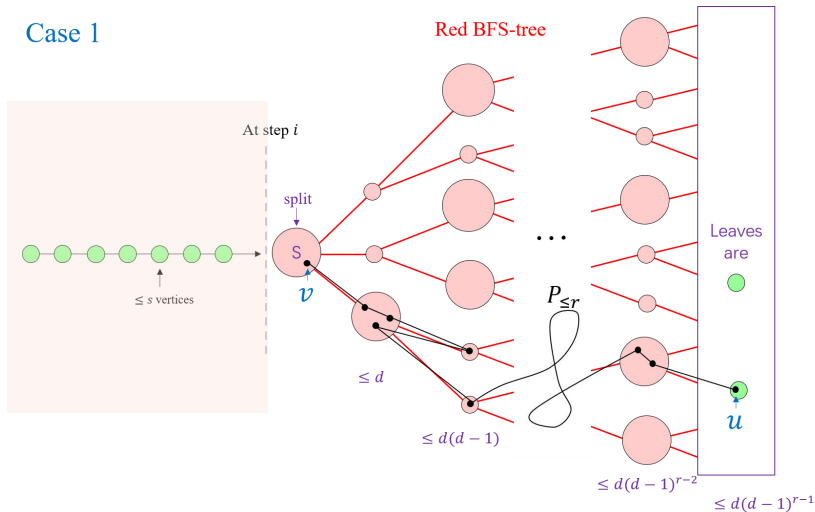 Case 1
Red BFS-tree
At step i
split
S
≤ s vertices
v
≤ d
≤ d(d − 1)
...
P≤r
Leaves
are
u
≤ d(d − 1)^{r−2}
≤ d(d − 1)^{r−1}